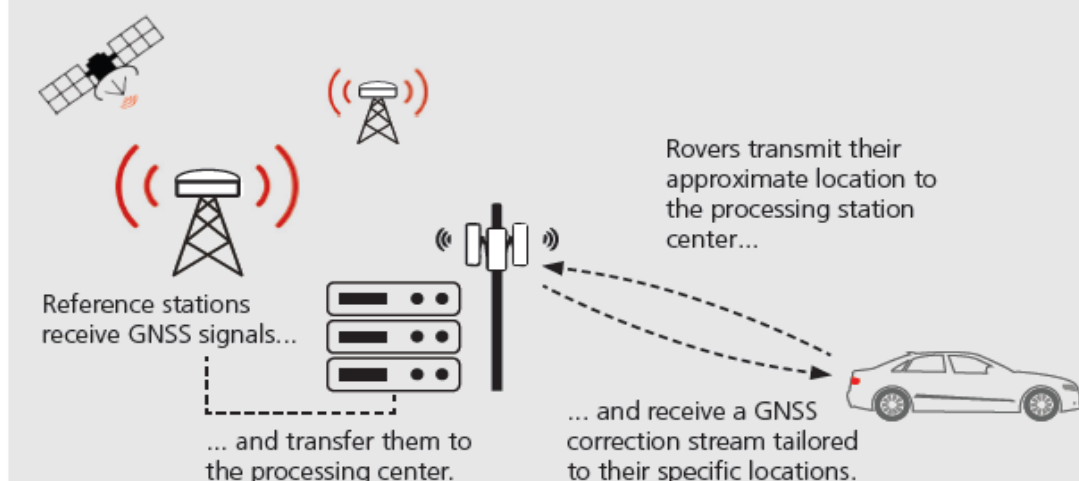 Rovers transmit their
approximate location to
the processing station
center...
Reference stations
receive GNSS signals...
... and transfer them to
the processing center.
... and receive a GNSS
correction stream tailored
to their specific locations.